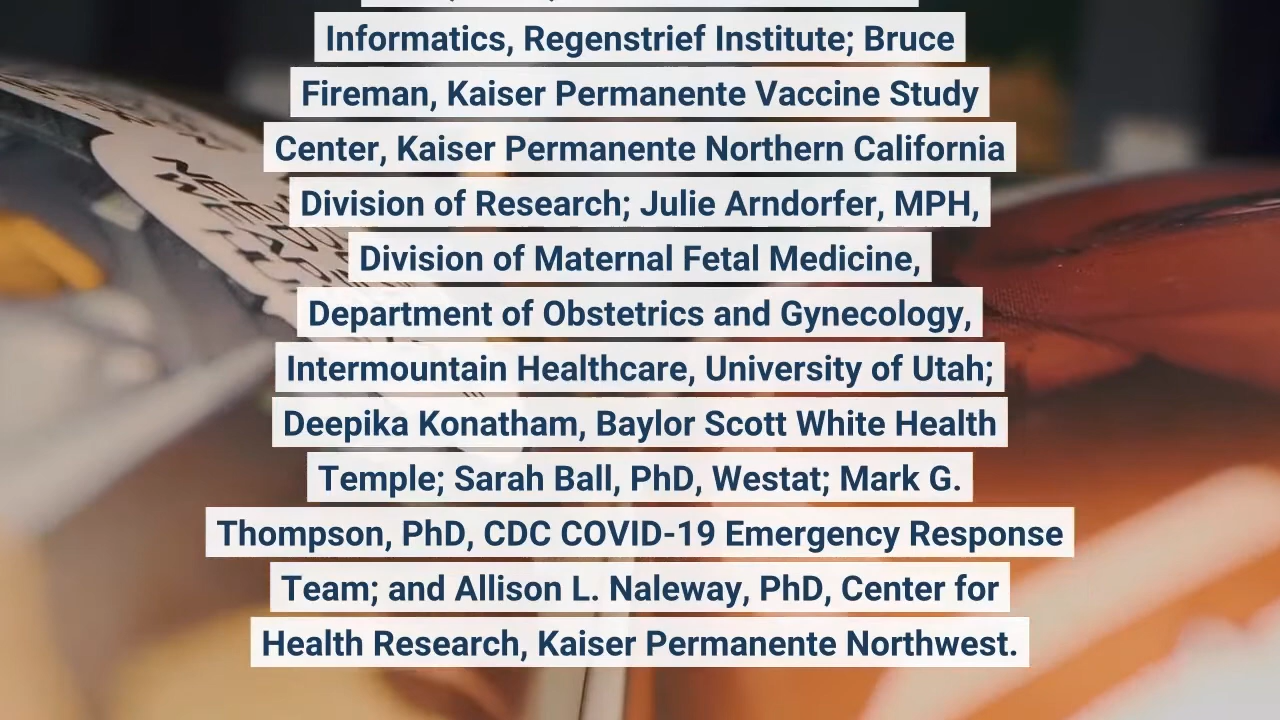 Informatics, Regenstrief Institute; Bruce
Fireman, Kaiser Permanente Vaccine Study
Center, Kaiser Permanente Northern California
Division of Research; Julie Arndorfer, MPH,
Division of Maternal Fetal Medicine,
Department of Obstetrics and Gynecology,
Intermountain Healthcare, University of Utah;
Deepika Konatham, Baylor Scott White Health
Temple; Sarah Ball, PhD, Westat; Mark G.
Thompson, PhD, CDC COVID-19 Emergency Response
Team; and Allison L. Naleway, PhD, Center for
Health Research, Kaiser Permanente Northwest.